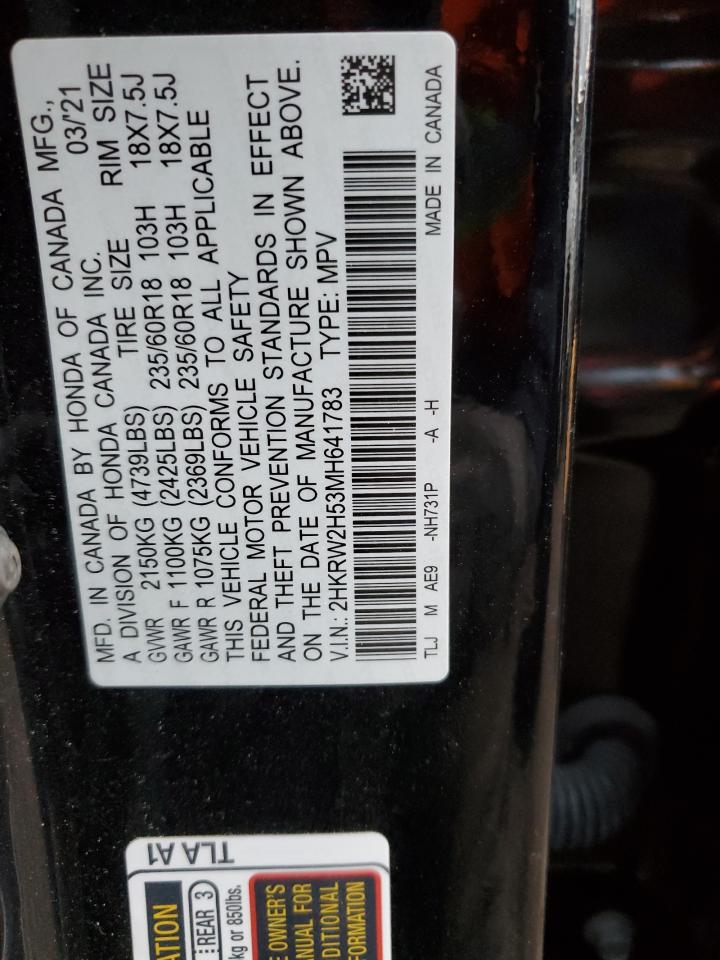 MFD. IN CANADA BY HONDA OF CANADA MFG.,
A DIVISION OF HONDA CANADA INC. 03/'21
GVWR 2150KG (4739LBS) TIRE SIZE RIM SIZE
GAWR F 1100KG (2425LBS) 235/60R18 103H 18X7.5J
GAWR R 1075KG (2369LBS) 235/60R18 103H 18X7.5J
THIS VEHICLE CONFORMS TO ALL APPLICABLE
FEDERAL MOTOR VEHICLE SAFETY
AND THEFT PREVENTION STANDARDS IN EFFECT
ON THE DATE OF MANUFACTURE SHOWN ABOVE.
V.I.N.: 2HKRW2H53MH641783 TYPE: MPV
TLJ M AE9 -NH731P -A -H MADE IN CANADA
TLA A1
ATION
REAR 3
kg or 850lbs.
E OWNER'S
ANUAL FOR
DITIONAL
FORMATION